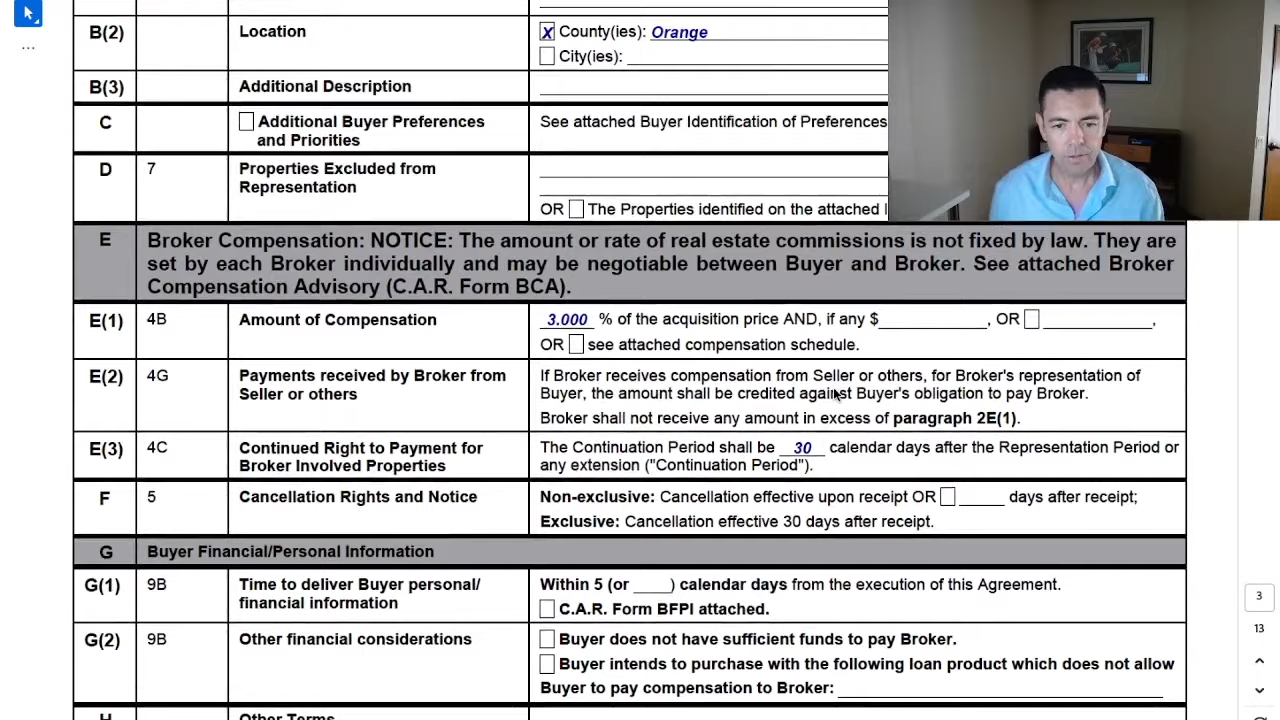 ...
B(2) Location X County(ies): Orange
City(ies):
B(3) Additional Description
C Additional Buyer Preferences See attached Buyer Identification of Preferences
and Priorities
D 7 Properties Excluded from
Representation
OR The Properties identified on the attached
E Broker Compensation: NOTICE: The amount or rate of real estate commissions is not fixed by law. They are
set by each Broker individually and may be negotiable between Buyer and Broker. See attached Broker
Compensation Advisory (C.A.R. Form BCA).
E(1) 4B Amount of Compensation 3.000 % of the acquisition price AND, if any $____________, OR ____________,
OR see attached compensation schedule.
E(2) 4G Payments received by Broker from If Broker receives compensation from Seller or others, for Broker's representation of
Seller or others Buyer, the amount shall be credited against Buyer's obligation to pay Broker.
Broker shall not receive any amount in excess of paragraph 2E(1).
E(3) 4C Continued Right to Payment for The Continuation Period shall be 30 calendar days after the Representation Period or
Broker Involved Properties any extension ("Continuation Period").
F 5 Cancellation Rights and Notice Non-exclusive: Cancellation effective upon receipt OR _____ days after receipt;
Exclusive: Cancellation effective 30 days after receipt.
G Buyer Financial/Personal Information
G(1) 9B Time to deliver Buyer personal/ Within 5 (or ____) calendar days from the execution of this Agreement.
financial information C.A.R. Form BFPI attached.
G(2) 9B Other financial considerations Buyer does not have sufficient funds to pay Broker.
Buyer intends to purchase with the following loan product which does not allow
Buyer to pay compensation to Broker:
H Other Terms
3
13